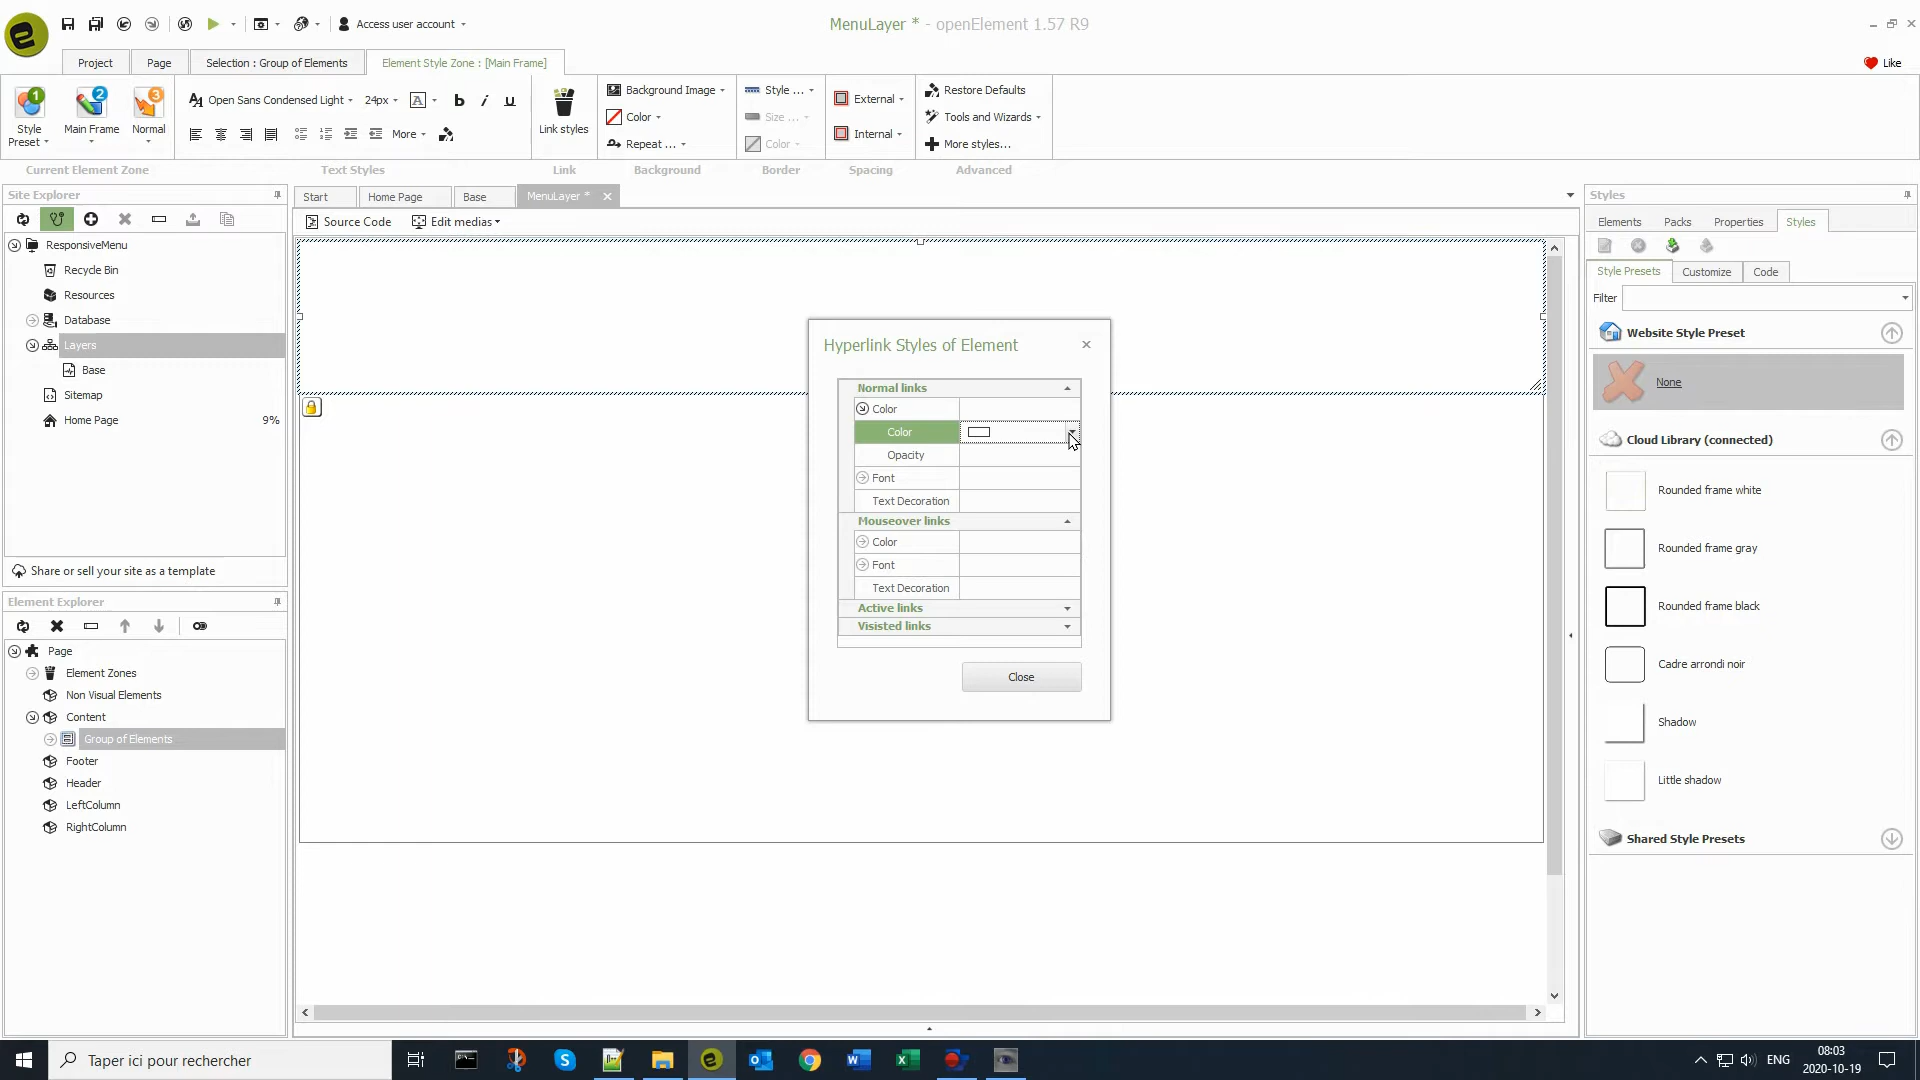 MenuLayer * - openElement 1.57 R9
Access user account
Project
Page
Selection : Group of Elements
Element Style Zone : [Main Frame]
Like
Style Preset
Main Frame
Normal
Open Sans Condensed Light
24px
A
b
i
u
More
Link styles
Background Image
Color
Repeat ...
Style ...
Size ...
Color
External
Internal
Restore Defaults
Tools and Wizards
More styles...
Current Element Zone
Text Styles
Link
Background
Border
Spacing
Advanced
Site Explorer
ResponsiveMenu
Recycle Bin
Resources
Database
Layers
Base
Sitemap
Home Page 9%
Share or sell your site as a template
Element Explorer
Page
Element Zones
Non Visual Elements
Content
Group of Elements
Footer
Header
LeftColumn
RightColumn
Start
Home Page
Base
MenuLayer *
Source Code
Edit medias
Hyperlink Styles of Element
Normal links
Color
Color
Opacity
Font
Text Decoration
Mouseover links
Color
Font
Text Decoration
Active links
Visisted links
Close
Styles
Elements
Packs
Properties
Styles
Style Presets
Customize
Code
Filter
Website Style Preset
None
Cloud Library (connected)
Rounded frame white
Rounded frame gray
Rounded frame black
Cadre arrondi noir
Shadow
Little shadow
Shared Style Presets
Taper ici pour rechercher
ENG
08:03
2020-10-19